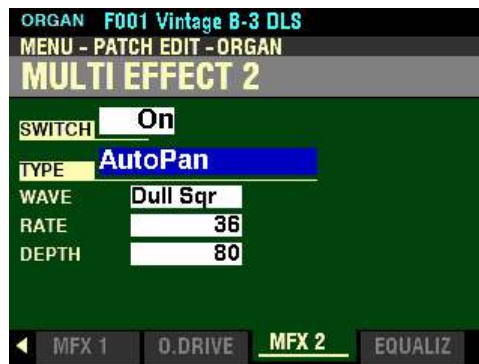 ORGAN F001 Vintage B-3 DLS
MENU - PATCH EDIT - ORGAN
MULTI EFFECT 2
SWITCH On
TYPE AutoPan
WAVE Dull Sqr
RATE 36
DEPTH 80
MFX 1 O.DRIVE MFX 2 EQUALIZ